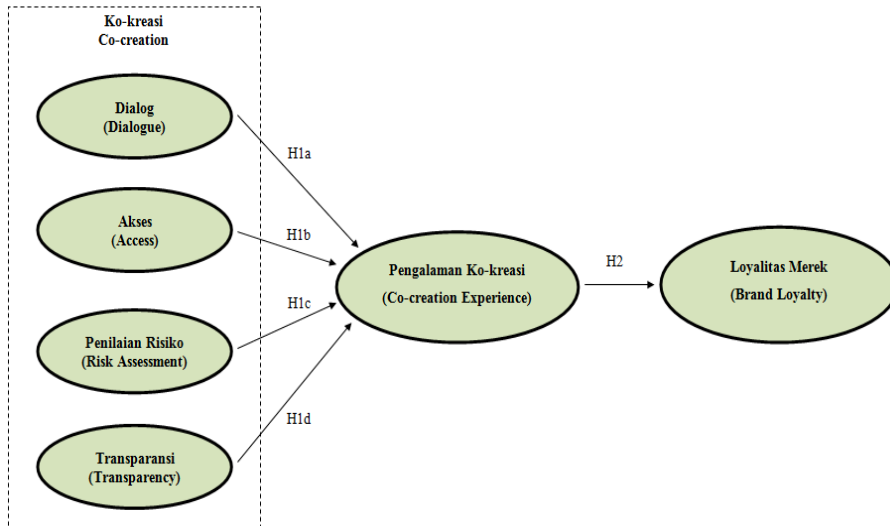 Ko-kreasi
Co-creation
Dialog
(Dialogue)
H1a
Akses
(Access)
H1b
Pengalaman Ko-kreasi
(Co-creation Experience)
H2
Loyalitas Merek
(Brand Loyalty)
H1c
Penilaian Risiko
(Risk Assessment)
H1d
Transparansi
(Transparency)